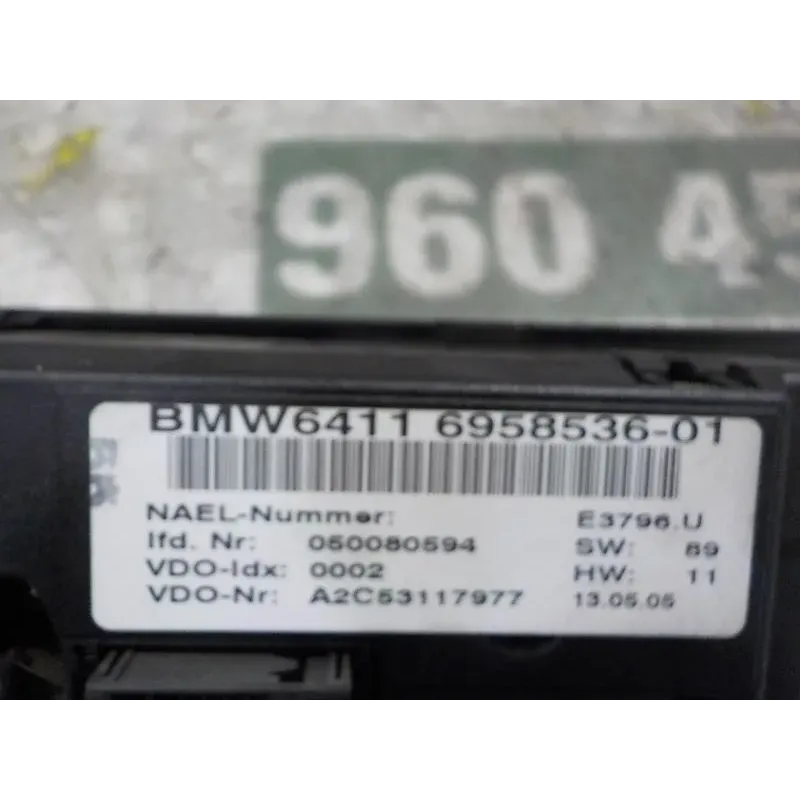 960 45
BMW6411 6958536-01
NAEL-Nummer: E3796.U
lfd. Nr: 050080594 SW: 89
VDO-Idx: 0002 HW: 11
VDO-Nr: A2C53117977 13.05.05